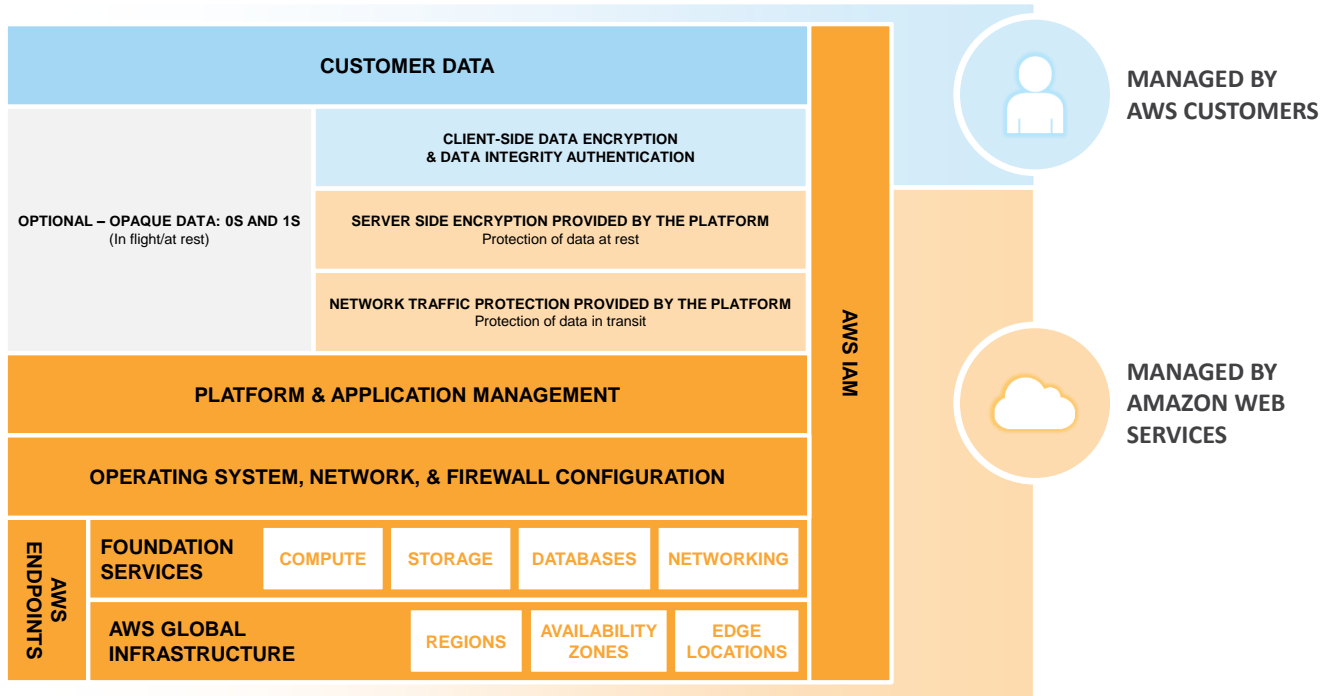 CUSTOMER DATA
CLIENT-SIDE DATA ENCRYPTION
& DATA INTEGRITY AUTHENTICATION
OPTIONAL – OPAQUE DATA: 0S AND 1S
(In flight/at rest)
SERVER SIDE ENCRYPTION PROVIDED BY THE PLATFORM
Protection of data at rest
NETWORK TRAFFIC PROTECTION PROVIDED BY THE PLATFORM
Protection of data in transit
PLATFORM & APPLICATION MANAGEMENT
OPERATING SYSTEM, NETWORK, & FIREWALL CONFIGURATION
AWS
ENDPOINTS
FOUNDATION
SERVICES
COMPUTE
STORAGE
DATABASES
NETWORKING
AWS GLOBAL
INFRASTRUCTURE
REGIONS
AVAILABILITY
ZONES
EDGE
LOCATIONS
AWS IAM
MANAGED BY
AWS CUSTOMERS
MANAGED BY
AMAZON WEB
SERVICES